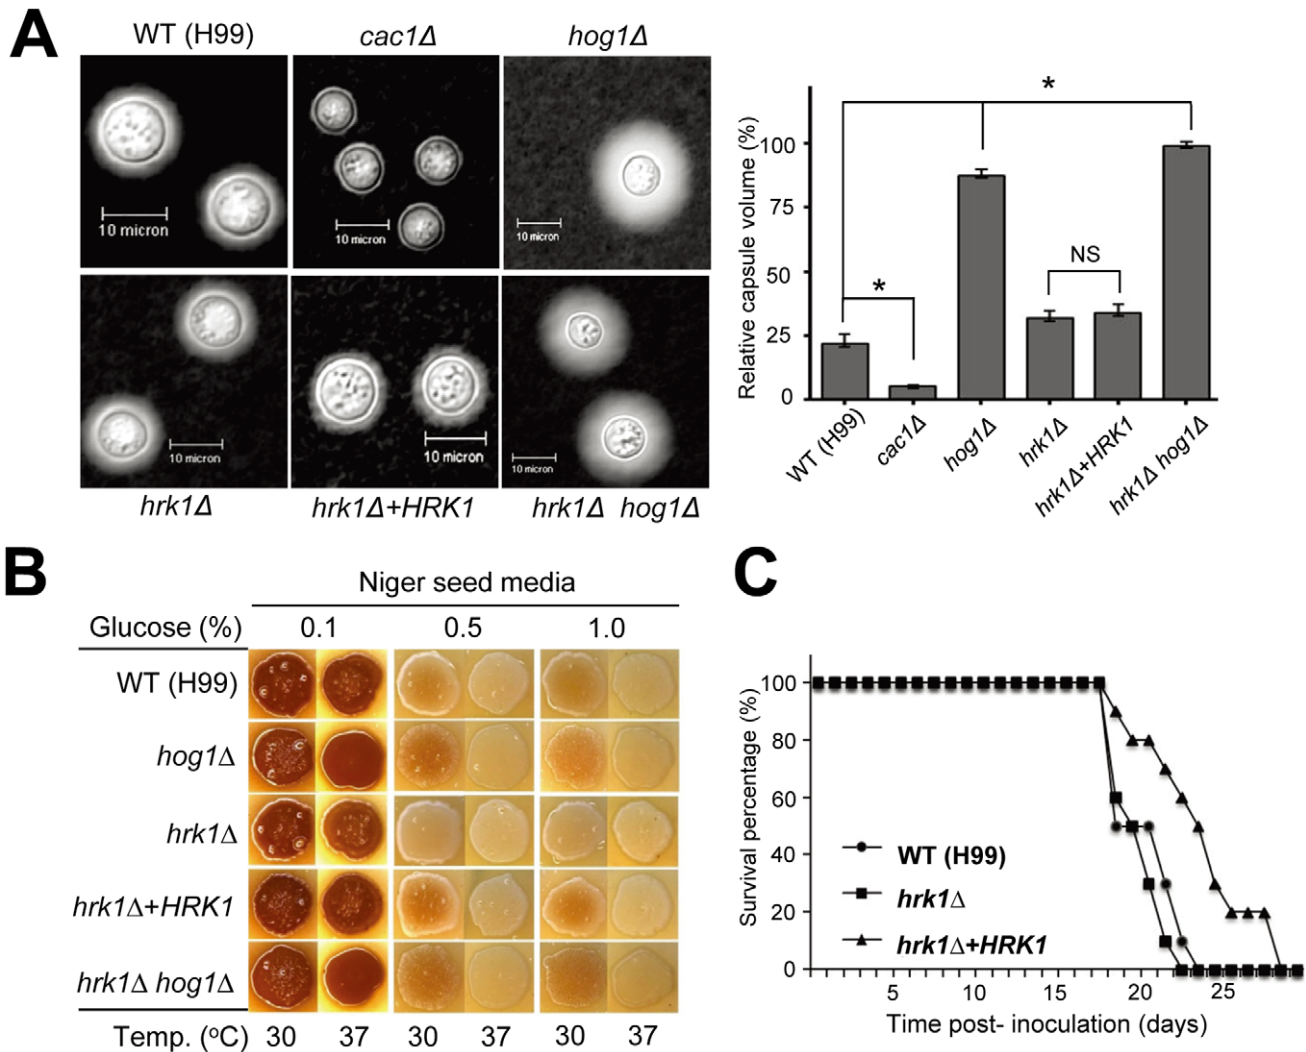 A
WT (H99)
cac1Δ
hog1Δ
10 micron
10 micron
10 micron
10 micron
10 micron
10 micron
hrk1Δ
hrk1Δ+HRK1
hrk1Δ hog1Δ
Relative capsule volume (%)
100
75
50
25
0
*
*
NS
WT (H99)
cac1Δ
hog1Δ
hrk1Δ
hrk1Δ+HRK1
hrk1Δ hog1Δ
B
Niger seed media
Glucose (%) 0.1 0.5 1.0
WT (H99)
hog1Δ
hrk1Δ
hrk1Δ+HRK1
hrk1Δ hog1Δ
Temp. (oC) 30 37 30 37 30 37
C
Survival percentage (%)
100
80
60
40
20
0
WT (H99)
hrk1Δ
hrk1Δ+HRK1
5 10 15 20 25
Time post- inoculation (days)